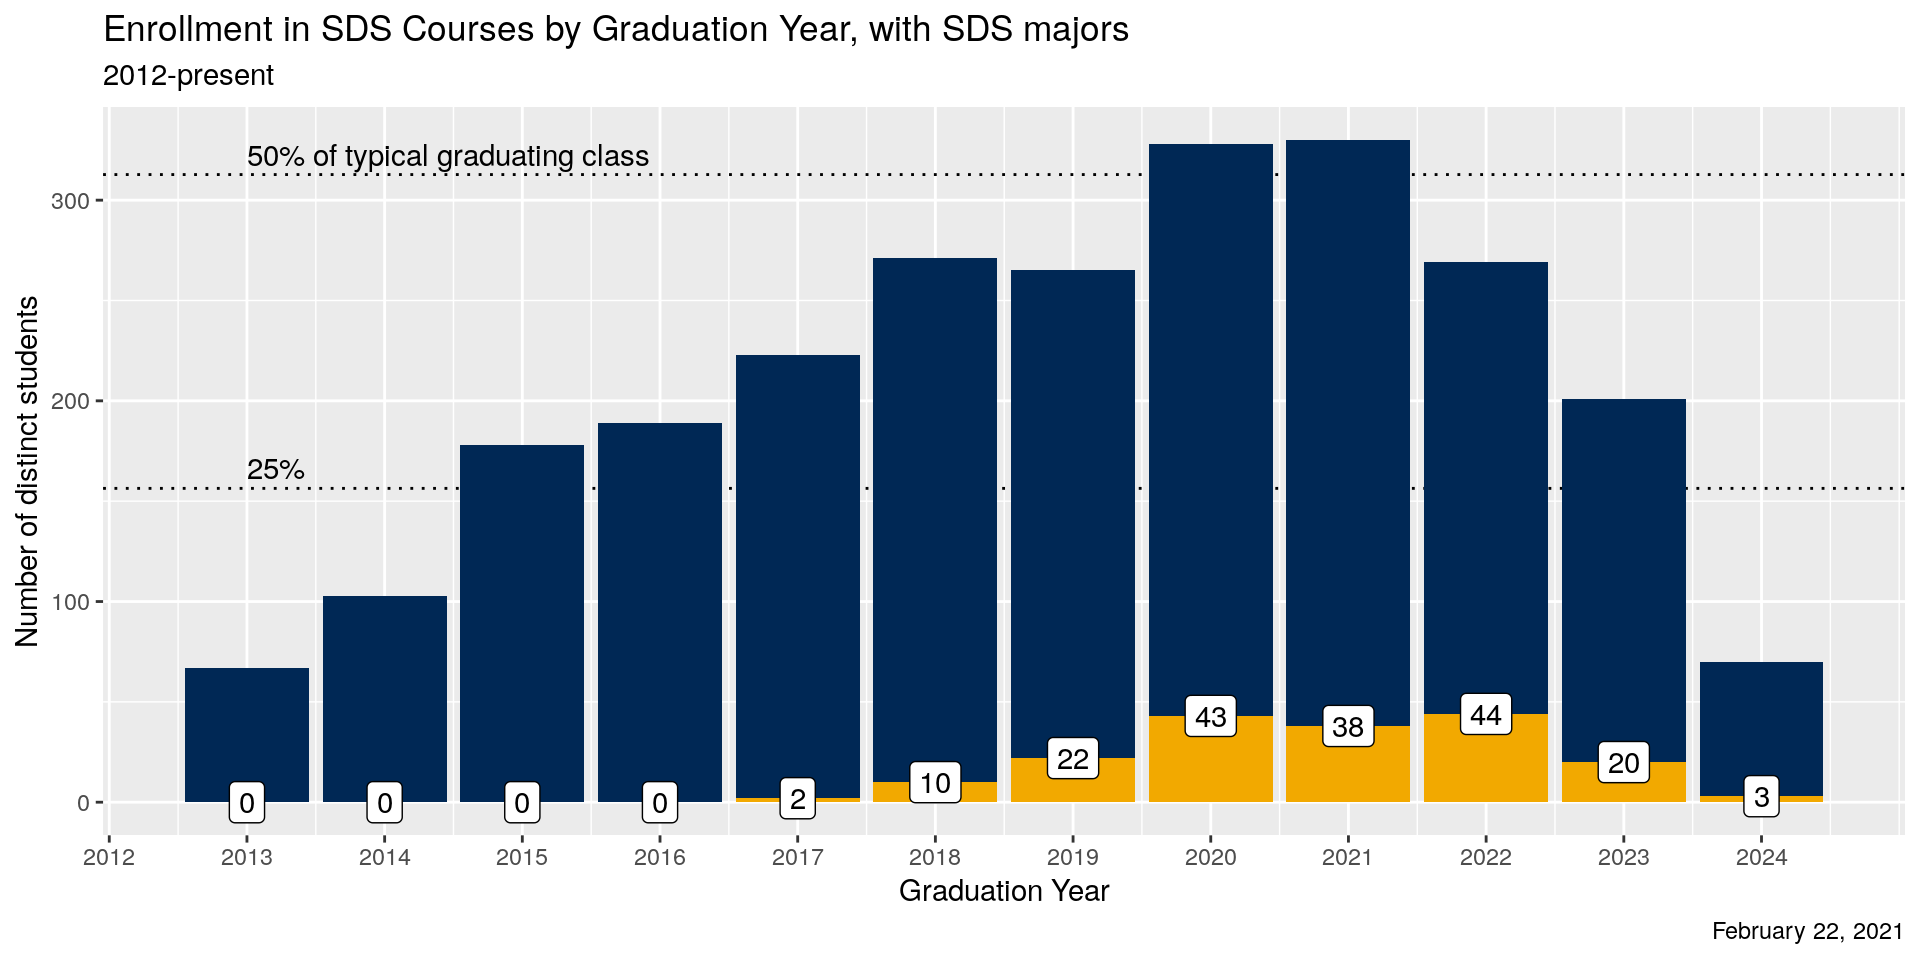 Enrollment in SDS Courses by Graduation Year, with SDS majors
2012-present
50% of typical graduating class
300
200
25%
100
0
Number of distinct students
0 0 0 0 2 10 22 43 38 44 20 3
2012 2013 2014 2015 2016 2017 2018 2019 2020 2021 2022 2023 2024
Graduation Year
February 22, 2021